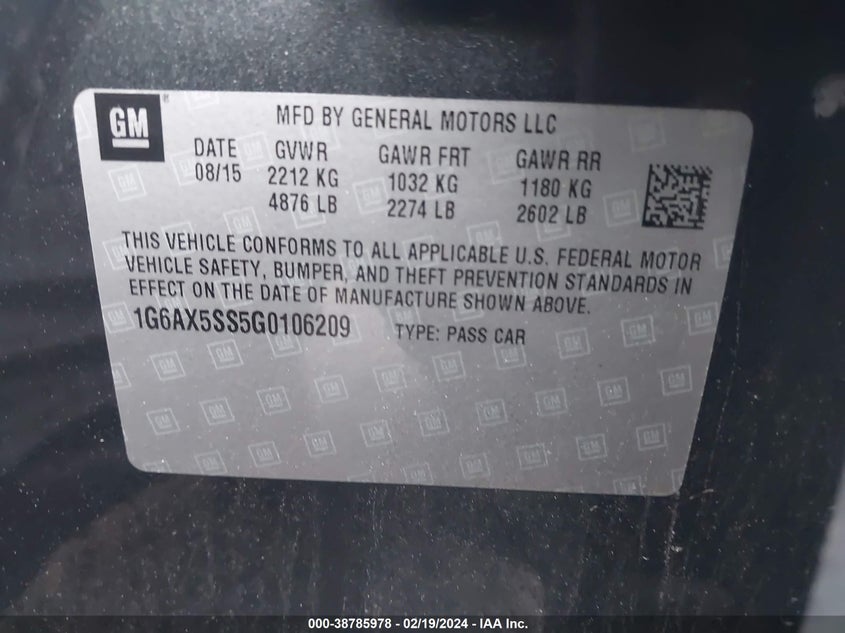 GM
MFD BY GENERAL MOTORS LLC
DATE GVWR GAWR FRT GAWR RR
08/15 2212 KG 1032 KG 1180 KG
4876 LB 2274 LB 2602 LB
THIS VEHICLE CONFORMS TO ALL APPLICABLE U.S. FEDERAL MOTOR
VEHICLE SAFETY, BUMPER, AND THEFT PREVENTION STANDARDS IN
EFFECT ON THE DATE OF MANUFACTURE SHOWN ABOVE.
1G6AX5SS5G0106209 TYPE: PASS CAR
000-38785978 - 02/19/2024 - IAA Inc.